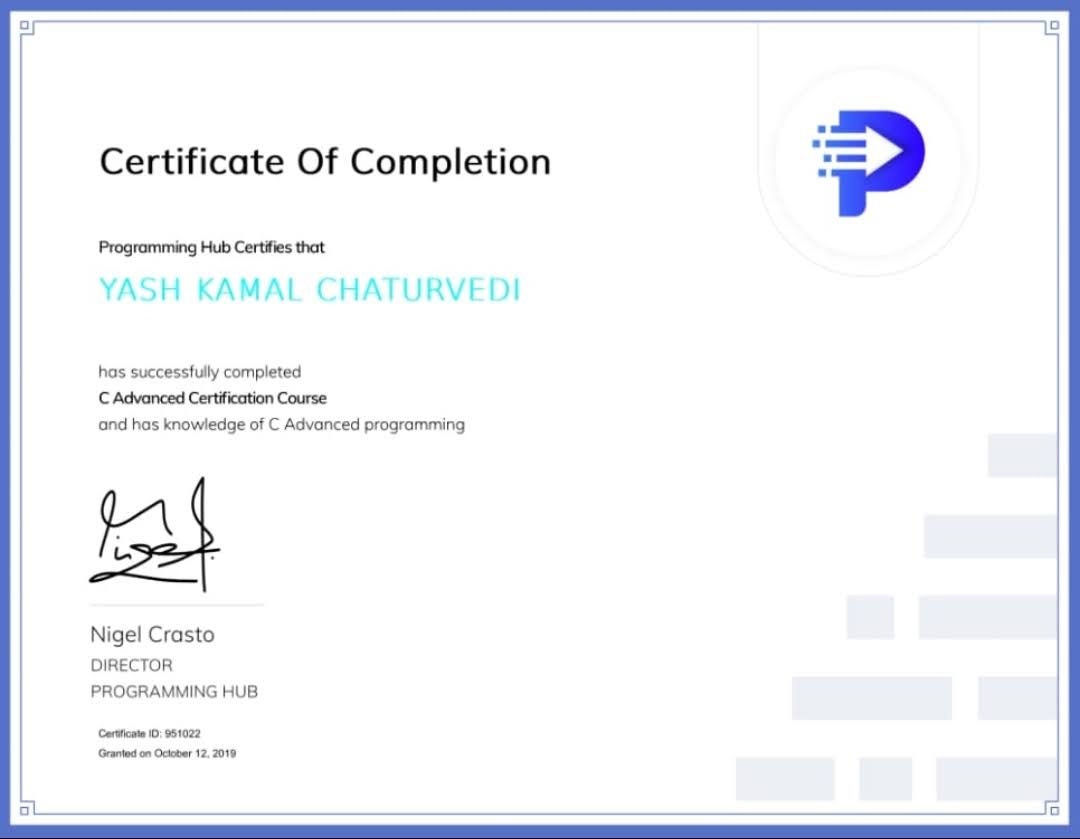 Certificate Of Completion
Programming Hub Certifies that
YASH KAMAL CHATURVEDI
has successfully completed
C Advanced Certification Course
and has knowledge of C Advanced programming
Nigel Crasto
DIRECTOR
PROGRAMMING HUB
Certificate ID: 951022
Granted on October 12, 2019